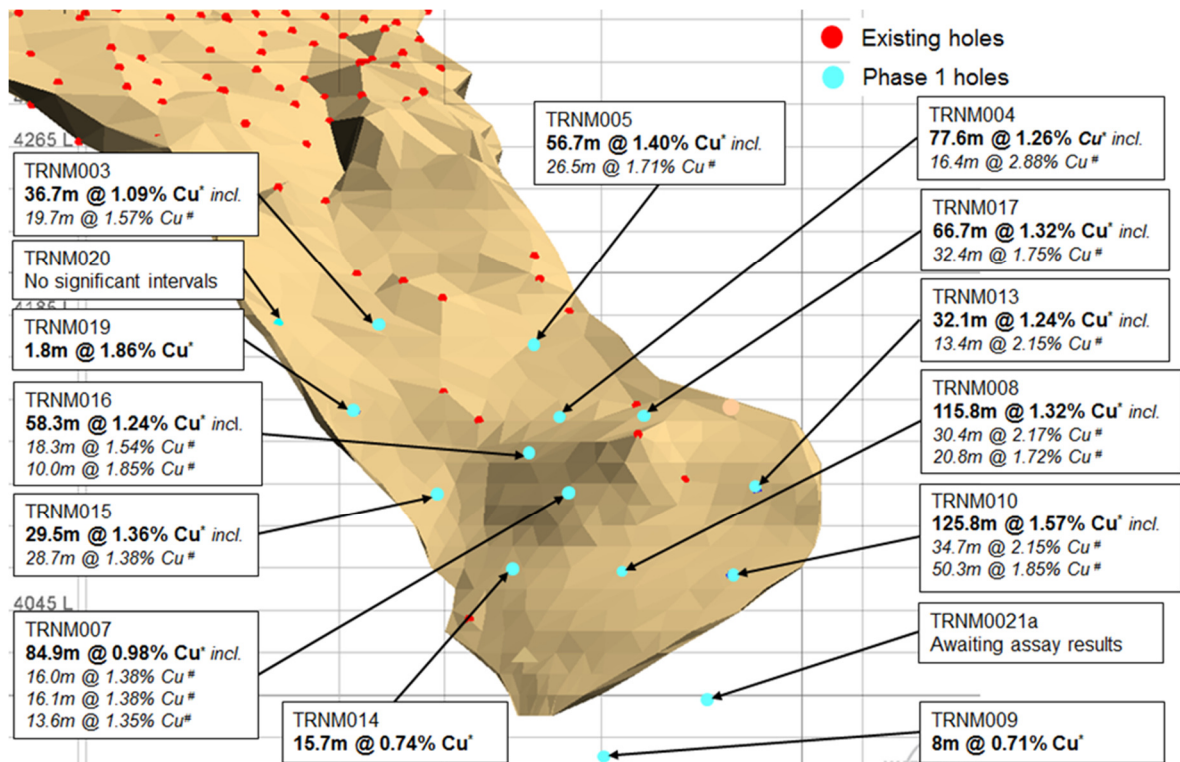 Existing holes
Phase 1 holes
4265 L
TRNM005
56.7m @ 1.40% Cu* incl.
26.5m @ 1.71% Cu #
TRNM004
77.6m @ 1.26% Cu* incl.
16.4m @ 2.88% Cu #
TRNM003
36.7m @ 1.09% Cu* incl.
19.7m @ 1.57% Cu #
TRNM017
66.7m @ 1.32% Cu* incl.
32.4m @ 1.75% Cu #
TRNM020
No significant intervals
4185 L
TRNM013
32.1m @ 1.24% Cu* incl.
13.4m @ 2.15% Cu #
TRNM019
1.8m @ 1.86% Cu*
TRNM008
115.8m @ 1.32% Cu* incl.
30.4m @ 2.17% Cu #
20.8m @ 1.72% Cu #
TRNM016
58.3m @ 1.24% Cu* incl.
18.3m @ 1.54% Cu #
10.0m @ 1.85% Cu #
TRNM010
125.8m @ 1.57% Cu* incl.
34.7m @ 2.15% Cu #
50.3m @ 1.85% Cu #
TRNM015
29.5m @ 1.36% Cu* incl.
28.7m @ 1.38% Cu #
4045 L
TRNM0021a
Awaiting assay results
TRNM007
84.9m @ 0.98% Cu* incl.
16.0m @ 1.38% Cu #
16.1m @ 1.38% Cu #
13.6m @ 1.35% Cu#
TRNM014
15.7m @ 0.74% Cu*
TRNM009
8m @ 0.71% Cu*